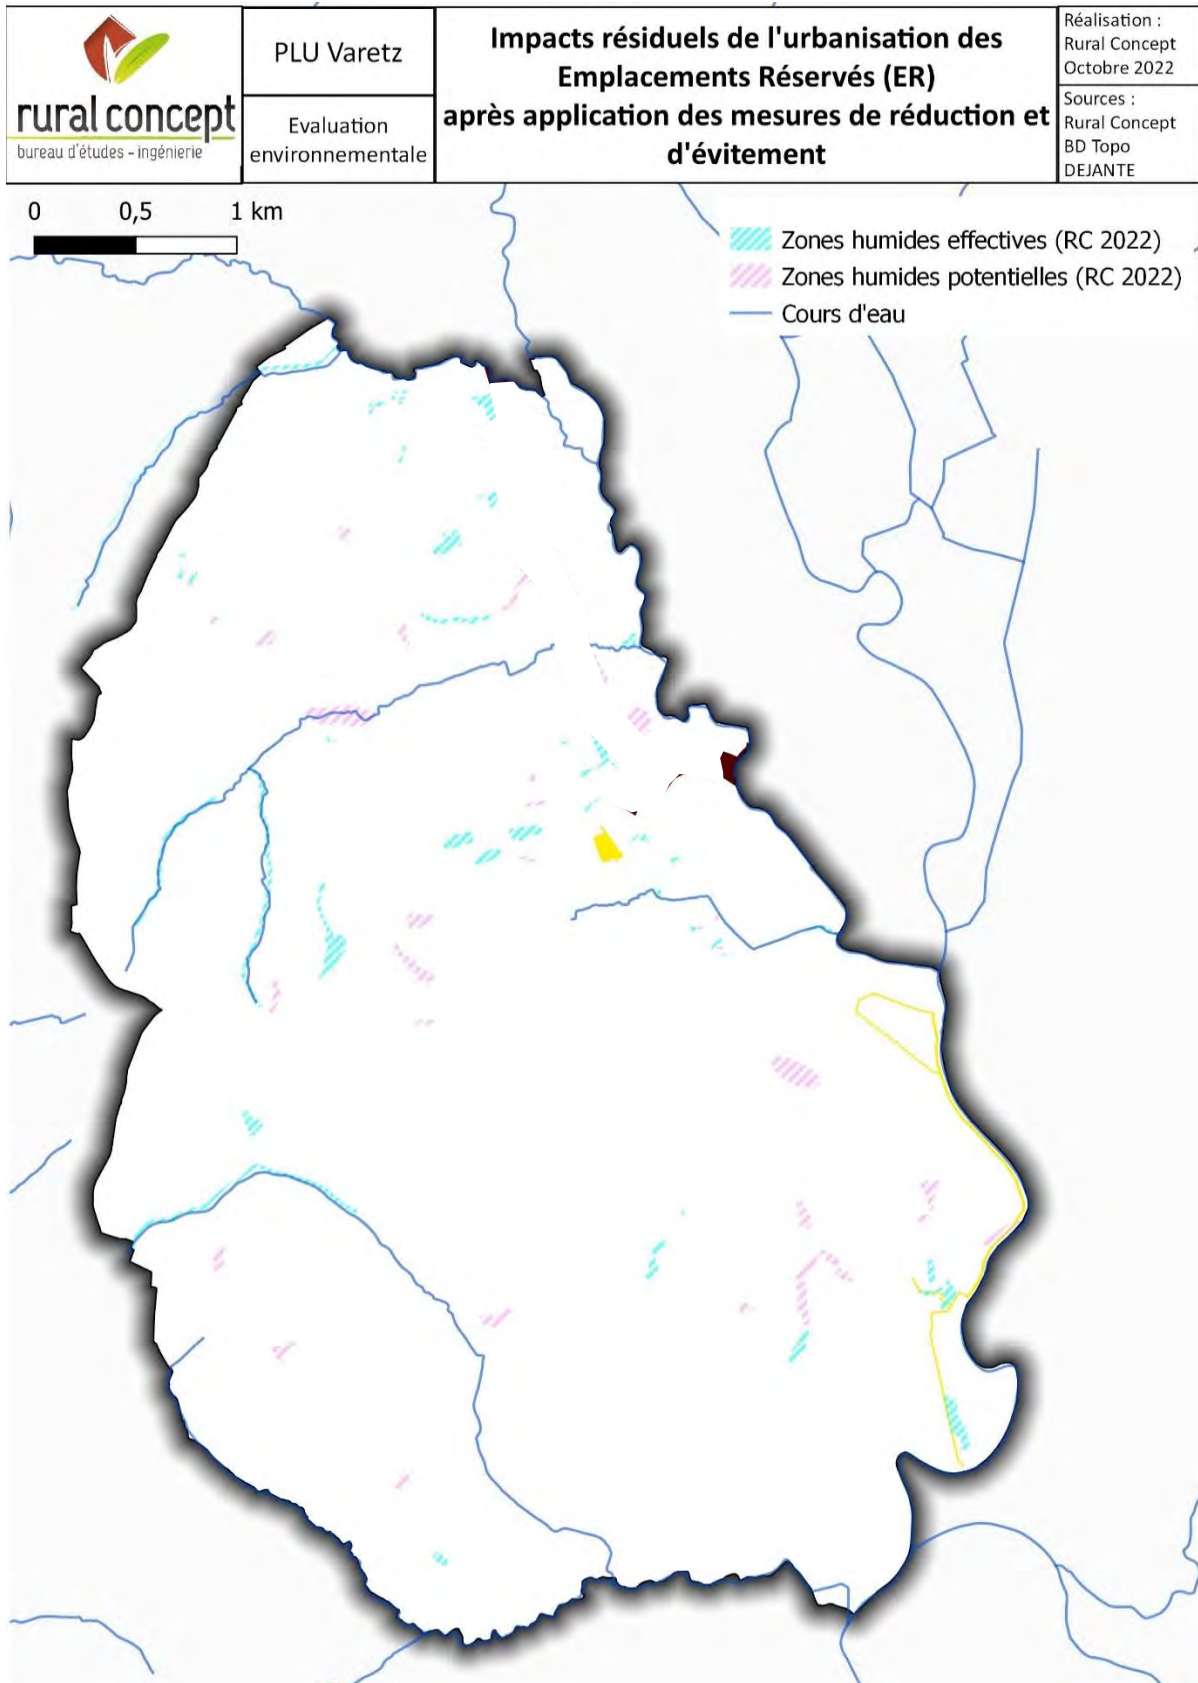 rural concept
bureau d'études - ingénierie
PLU Varetz
Evaluation
environnementale
Impacts résiduels de l'urbanisation des
Emplacements Réservés (ER)
après application des mesures de réduction et
d'évitement
Réalisation :
Rural Concept
Octobre 2022
Sources :
Rural Concept
BD Topo
DEJANTE
0 0,5 1 km
Zones humides effectives (RC 2022)
Zones humides potentielles (RC 2022)
Cours d'eau